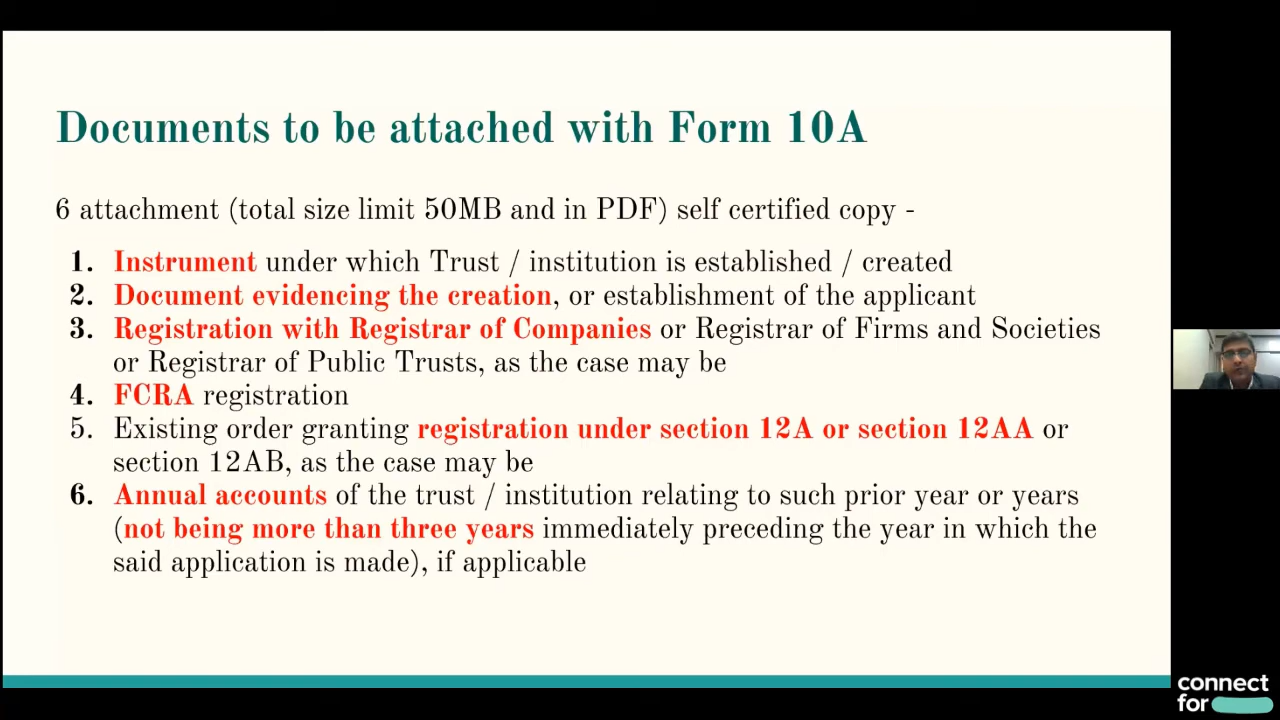 Documents to be attached with Form 10A
6 attachment (total size limit 50MB and in PDF) self certified copy -
1. Instrument under which Trust / institution is established / created
2. Document evidencing the creation, or establishment of the applicant
3. Registration with Registrar of Companies or Registrar of Firms and Societies
or Registrar of Public Trusts, as the case may be
4. FCRA registration
5. Existing order granting registration under section 12A or section 12AA or
section 12AB, as the case may be
6. Annual accounts of the trust / institution relating to such prior year or years
(not being more than three years immediately preceding the year in which the
said application is made), if applicable
connect
for